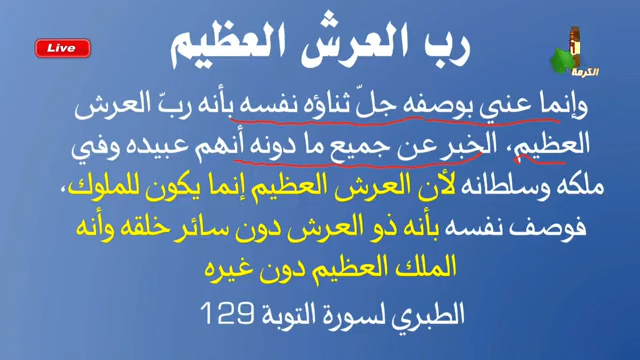 Live
رب العرش العظيم
الكرمة
وإنما عني بوصفه جلّ ثناؤه نفسه بأنه ربّ العرش
العظيم، الخبر عن جميع ما دونه أنهم عبيده وفي
ملكه وسلطانه لأن العرش العظيم إنما يكون للملوك،
فوصف نفسه بأنه ذو العرش دون سائر خلقه وأنه
الملك العظيم دون غيره
الطبري لسورة التوبة 129